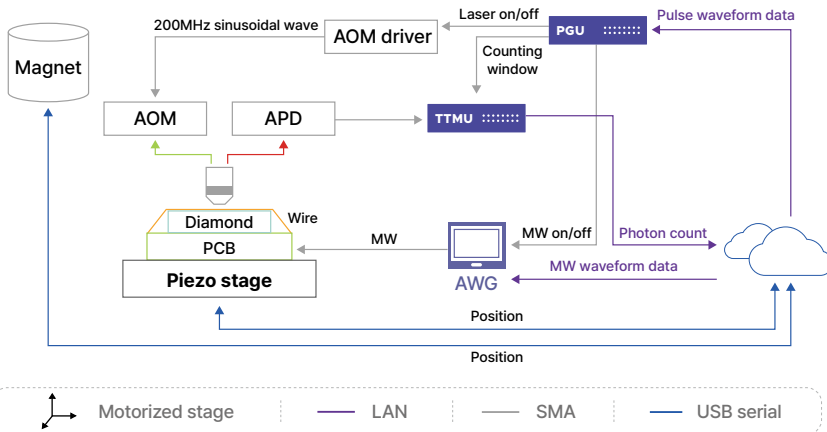 Laser on/off
Pulse waveform data
200MHz sinusoidal wave
AOM driver
PGU
Counting
window
Magnet
AOM
APD
TTMU
Diamond
Wire
PCB
MW
MW on/off
Photon count
Piezo stage
AWG
MW waveform data
Position
Position
Motorized stage
LAN
SMA
USB serial